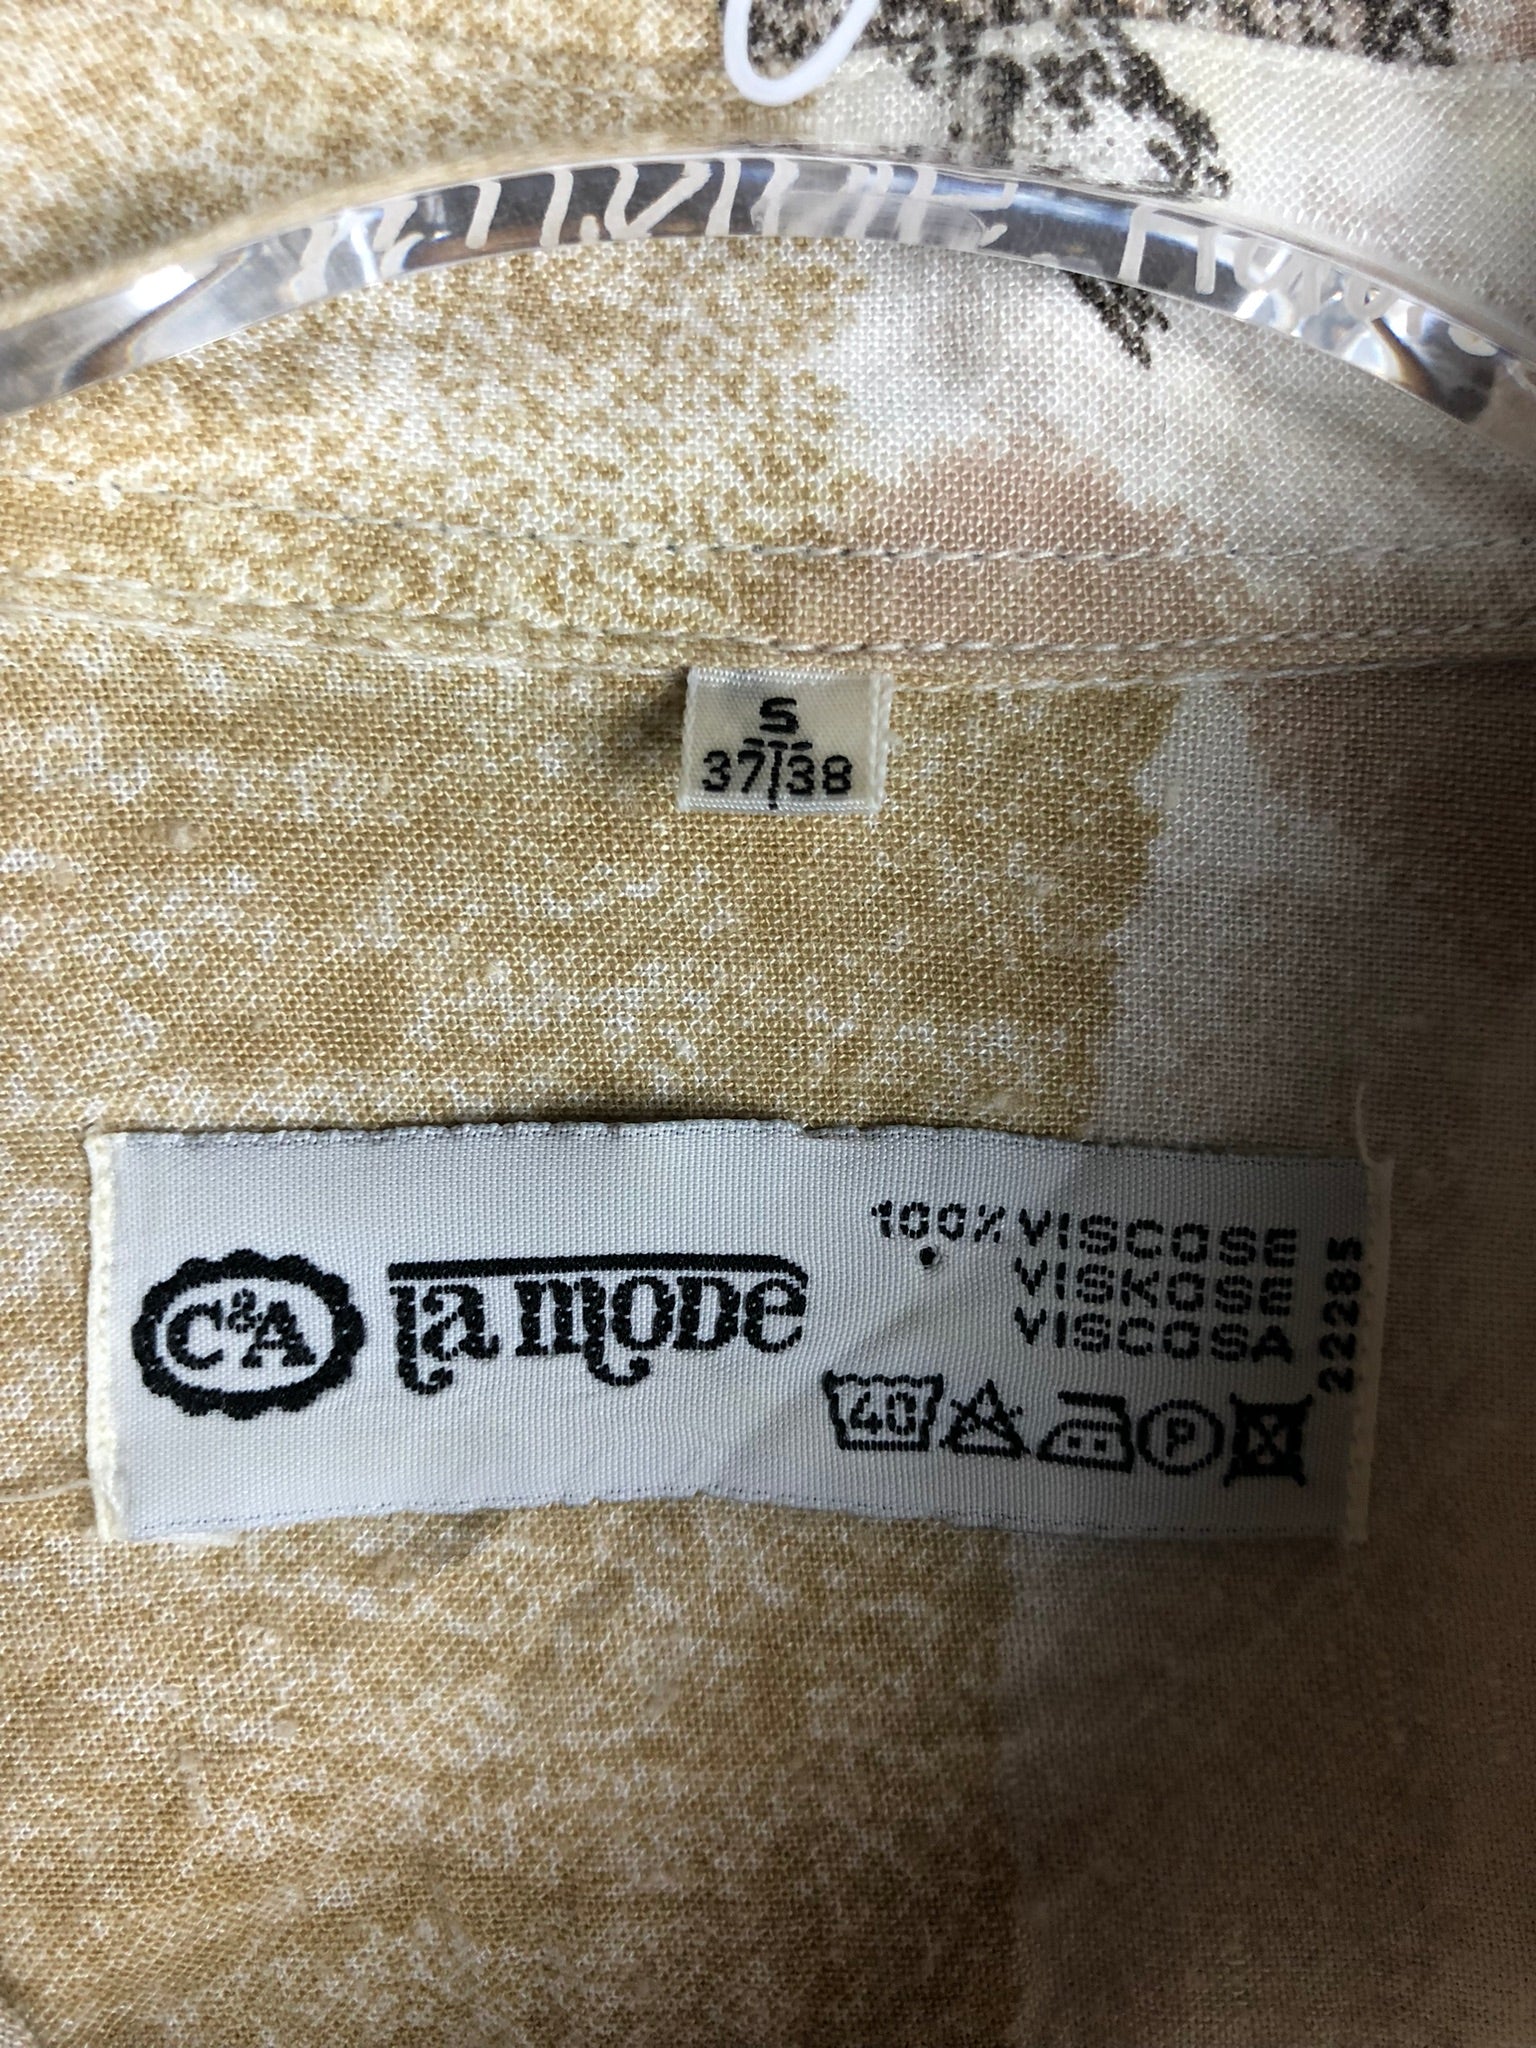 S
37 38
C&A
la mode
100% VISCOSE
VISKOSE
VISCOSA
22285
40
P